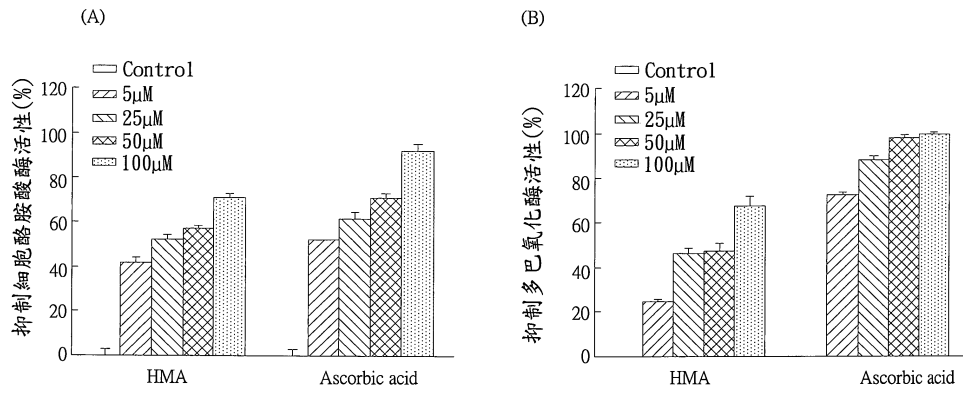 (A)
抑制細胞酪胺酸酶活性(%)
120
100
80
60
40
20
0
Control
5μM
25μM
50μM
100μM
HMA
Ascorbic acid
(B)
抑制多巴氧化酶活性(%)
120
100
80
60
40
20
0
Control
5μM
25μM
50μM
100μM
HMA
Ascorbic acid